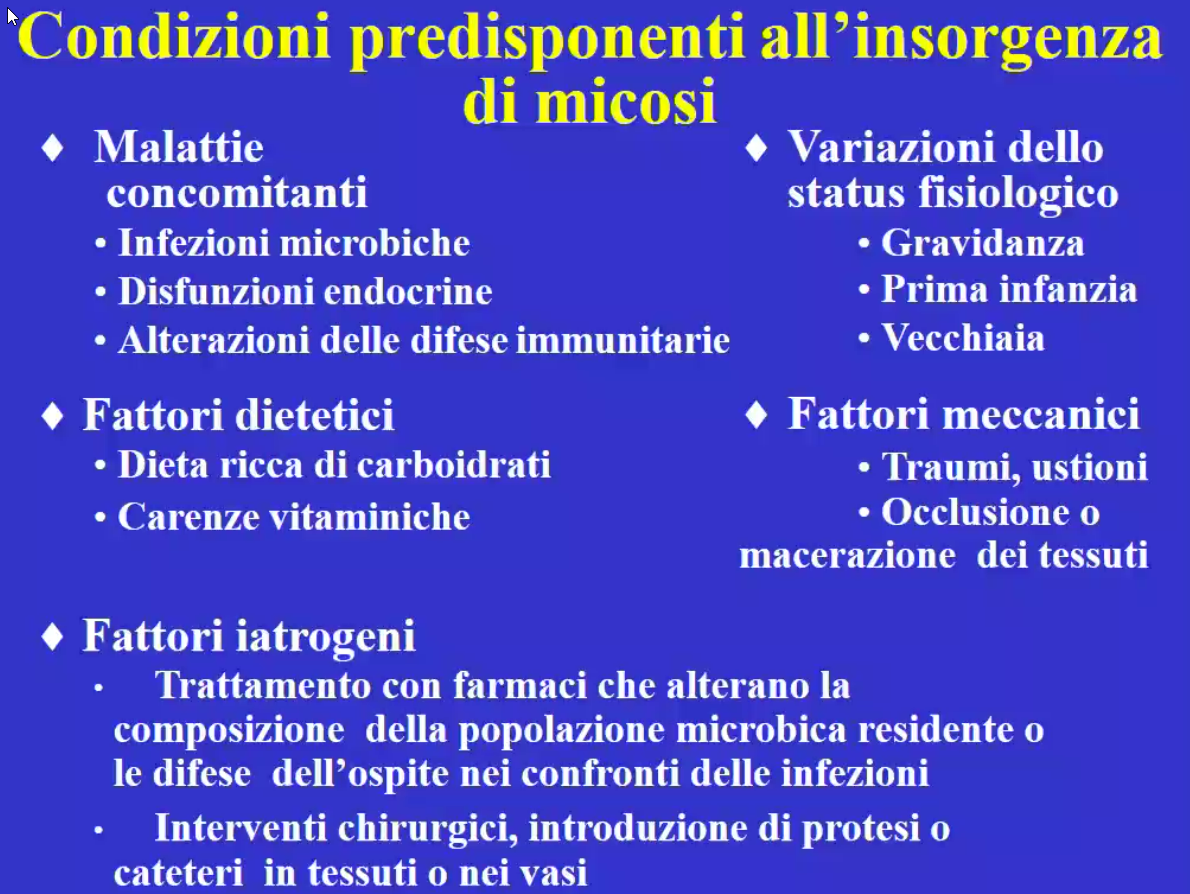 Condizioni predisponenti all’insorgenza
di micosi
♦ Malattie
concomitanti
• Infezioni microbiche
• Disfunzioni endocrine
• Alterazioni delle difese immunitarie
♦ Variazioni dello
status fisiologico
• Gravidanza
• Prima infanzia
• Vecchiaia
♦ Fattori dietetici
• Dieta ricca di carboidrati
• Carenze vitaminiche
♦ Fattori meccanici
• Traumi, ustioni
• Occlusione o
macerazione dei tessuti
♦ Fattori iatrogeni
• Trattamento con farmaci che alterano la
composizione della popolazione microbica residente o
le difese dell’ospite nei confronti delle infezioni
• Interventi chirurgici, introduzione di protesi o
cateteri in tessuti o nei vasi